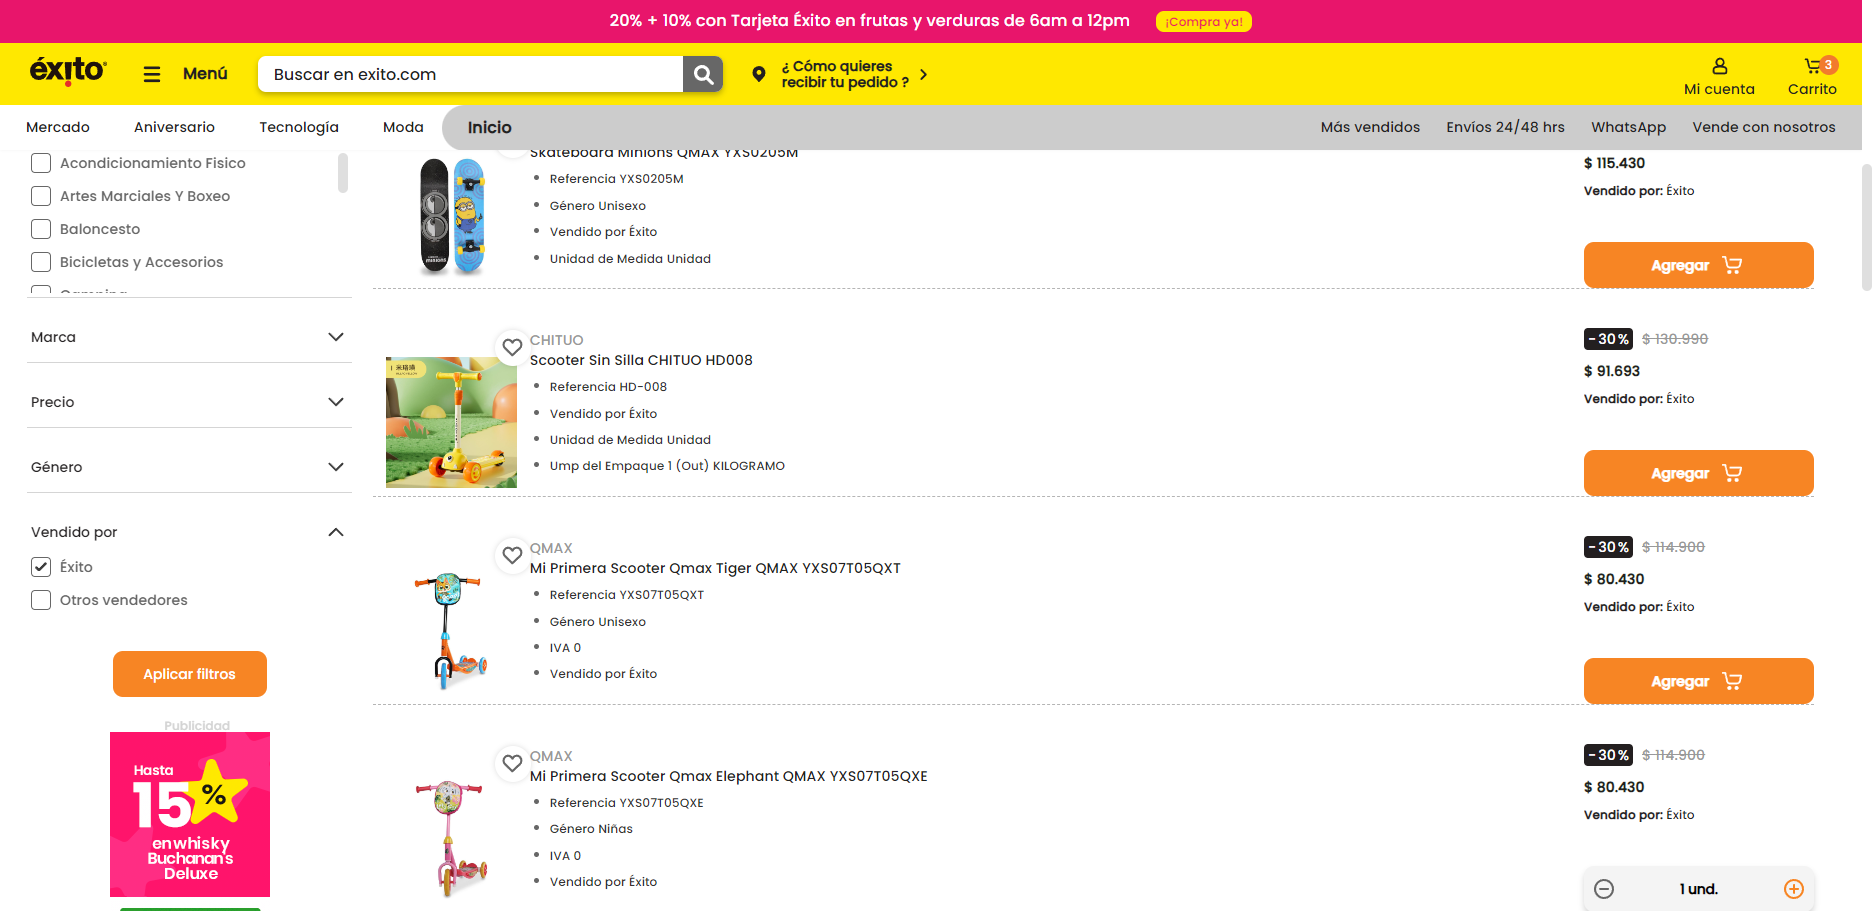 20% + 10% con Tarjeta Éxito en frutas y verduras de 6am a 12pm
¡Compra ya!
éxito
Menú
Buscar en exito.com
¿ Cómo quieres
recibir tu pedido ?
Mi cuenta
3
Carrito
Mercado
Aniversario
Tecnología
Moda
Inicio
Más vendidos
Envíos 24/48 hrs
WhatsApp
Vende con nosotros
Acondicionamiento Fisico
Artes Marciales Y Boxeo
Baloncesto
Bicicletas y Accesorios
Camping
Marca
Precio
Género
Vendido por
Éxito
Otros vendedores
Aplicar filtros
Publicidad
Hasta
15%
en whisky
Buchanan's
Deluxe
Skateboard Minions QMAX YXS0205M
Referencia YXS0205M
Género Unisexo
Vendido por Éxito
Unidad de Medida Unidad
$ 115.430
Vendido por: Éxito
Agregar
CHITUO
Scooter Sin Silla CHITUO HD008
Referencia HD-008
Vendido por Éxito
Unidad de Medida Unidad
Ump del Empaque 1 (Out) KILOGRAMO
-30%
$ 130.990
$ 91.693
Vendido por: Éxito
Agregar
QMAX
Mi Primera Scooter Qmax Tiger QMAX YXS07T05QXT
Referencia YXS07T05QXT
Género Unisexo
IVA 0
Vendido por Éxito
-30%
$ 114.900
$ 80.430
Vendido por: Éxito
Agregar
QMAX
Mi Primera Scooter Qmax Elephant QMAX YXS07T05QXE
Referencia YXS07T05QXE
Género Niñas
IVA 0
Vendido por Éxito
-30%
$ 114.900
$ 80.430
Vendido por: Éxito
1 und.